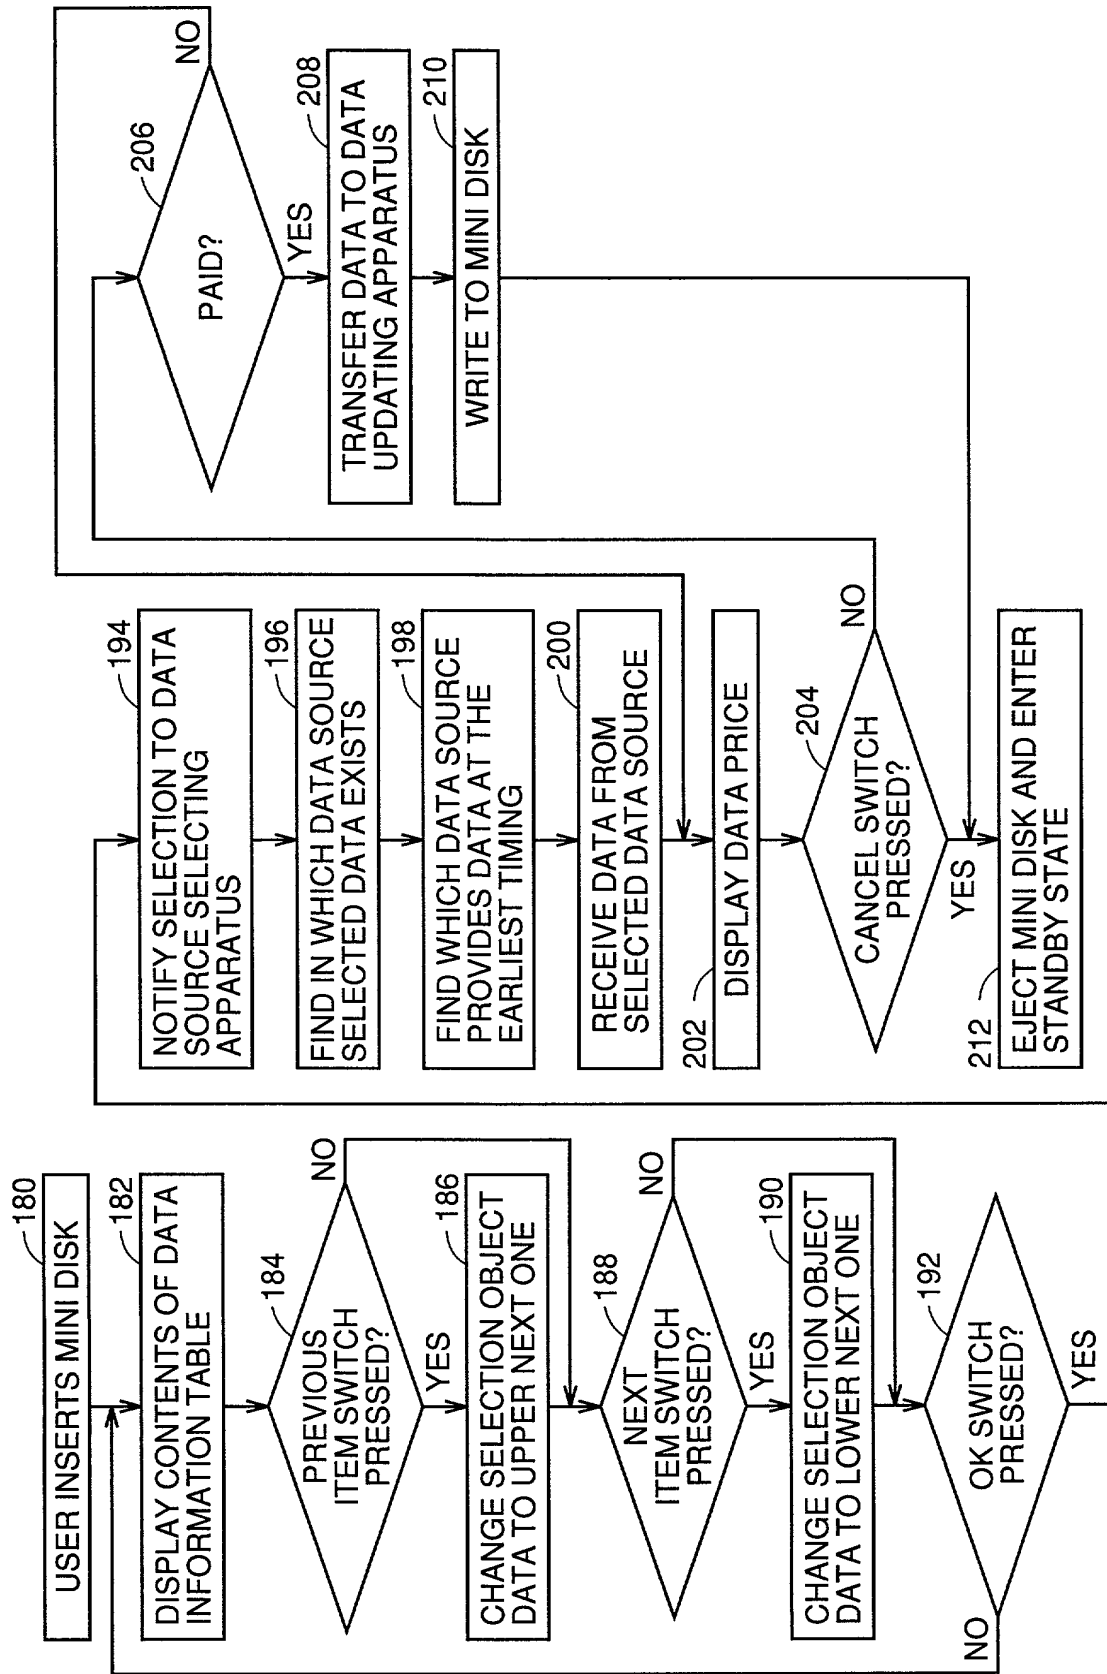 180
USER INSERTS MINI DISK
182
DISPLAY CONTENTS OF DATA
INFORMATION TABLE
184
PREVIOUS
ITEM SWITCH
PRESSED?
NO
YES
186
CHANGE SELECTION OBJECT
DATA TO UPPER NEXT ONE
188
NEXT
ITEM SWITCH
PRESSED?
NO
YES
190
CHANGE SELECTION OBJECT
DATA TO LOWER NEXT ONE
192
OK SWITCH
PRESSED?
NO
YES
194
NOTIFY SELECTION TO DATA
SOURCE SELECTING
APPARATUS
196
FIND IN WHICH DATA SOURCE
SELECTED DATA EXISTS
198
FIND WHICH DATA SOURCE
PROVIDES DATA AT THE
EARLIEST TIMING
200
RECEIVE DATA FROM
SELECTED DATA SOURCE
202
DISPLAY DATA PRICE
204
CANCEL SWITCH
PRESSED?
NO
YES
212
EJECT MINI DISK AND ENTER
STANDBY STATE
206
PAID?
NO
YES
208
TRANSFER DATA TO DATA
UPDATING APPARATUS
210
WRITE TO MINI DISK